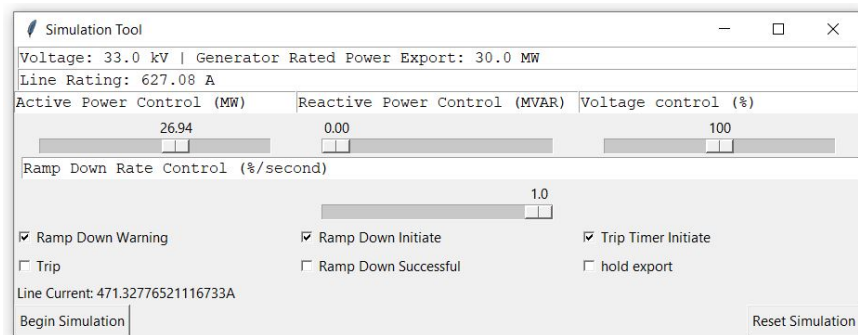 Simulation Tool
Voltage: 33.0 kV | Generator Rated Power Export: 30.0 MW
Line Rating: 627.08 A
Active Power Control (MW) Reactive Power Control (MVAR) Voltage control (%)
26.94 0.00 100
Ramp Down Rate Control (%/second)
1.0
Ramp Down Warning Ramp Down Initiate Trip Timer Initiate
Trip Ramp Down Successful hold export
Line Current: 471.32776521116733A
Begin Simulation Reset Simulation